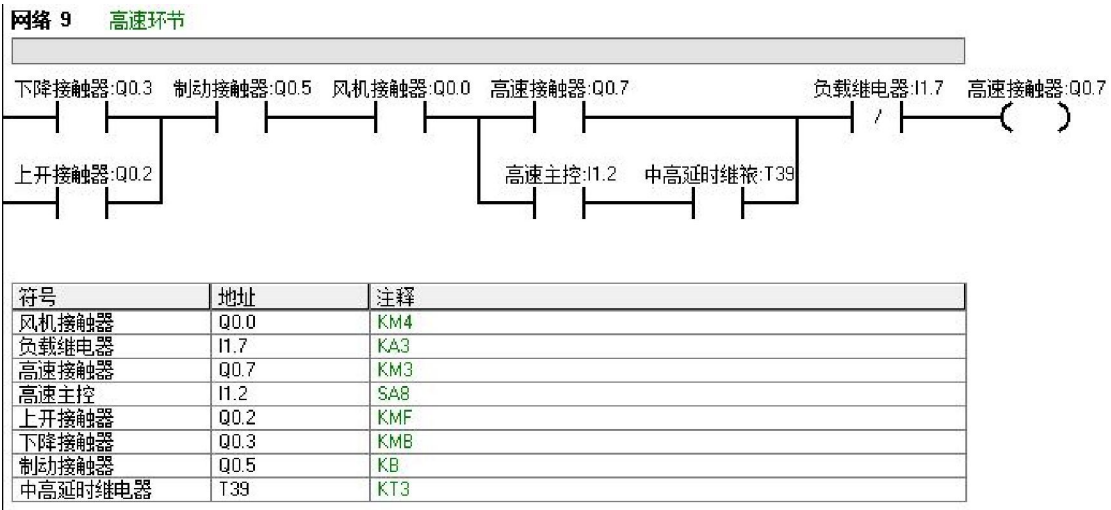 网络 9 高速环节
下降接触器:Q0.3 制动接触器:Q0.5 风机接触器:Q0.0 高速接触器:Q0.7 负载继电器:I1.7 高速接触器:Q0.7
/
上开接触器:Q0.2 高速主控:I1.2 中高延时继袯:T39
符号 地址 注释
风机接触器 Q0.0 KM4
负载继电器 I1.7 KA3
高速接触器 Q0.7 KM3
高速主控 I1.2 SA8
上开接触器 Q0.2 KMF
下降接触器 Q0.3 KMB
制动接触器 Q0.5 KB
中高延时继电器 T39 KT3